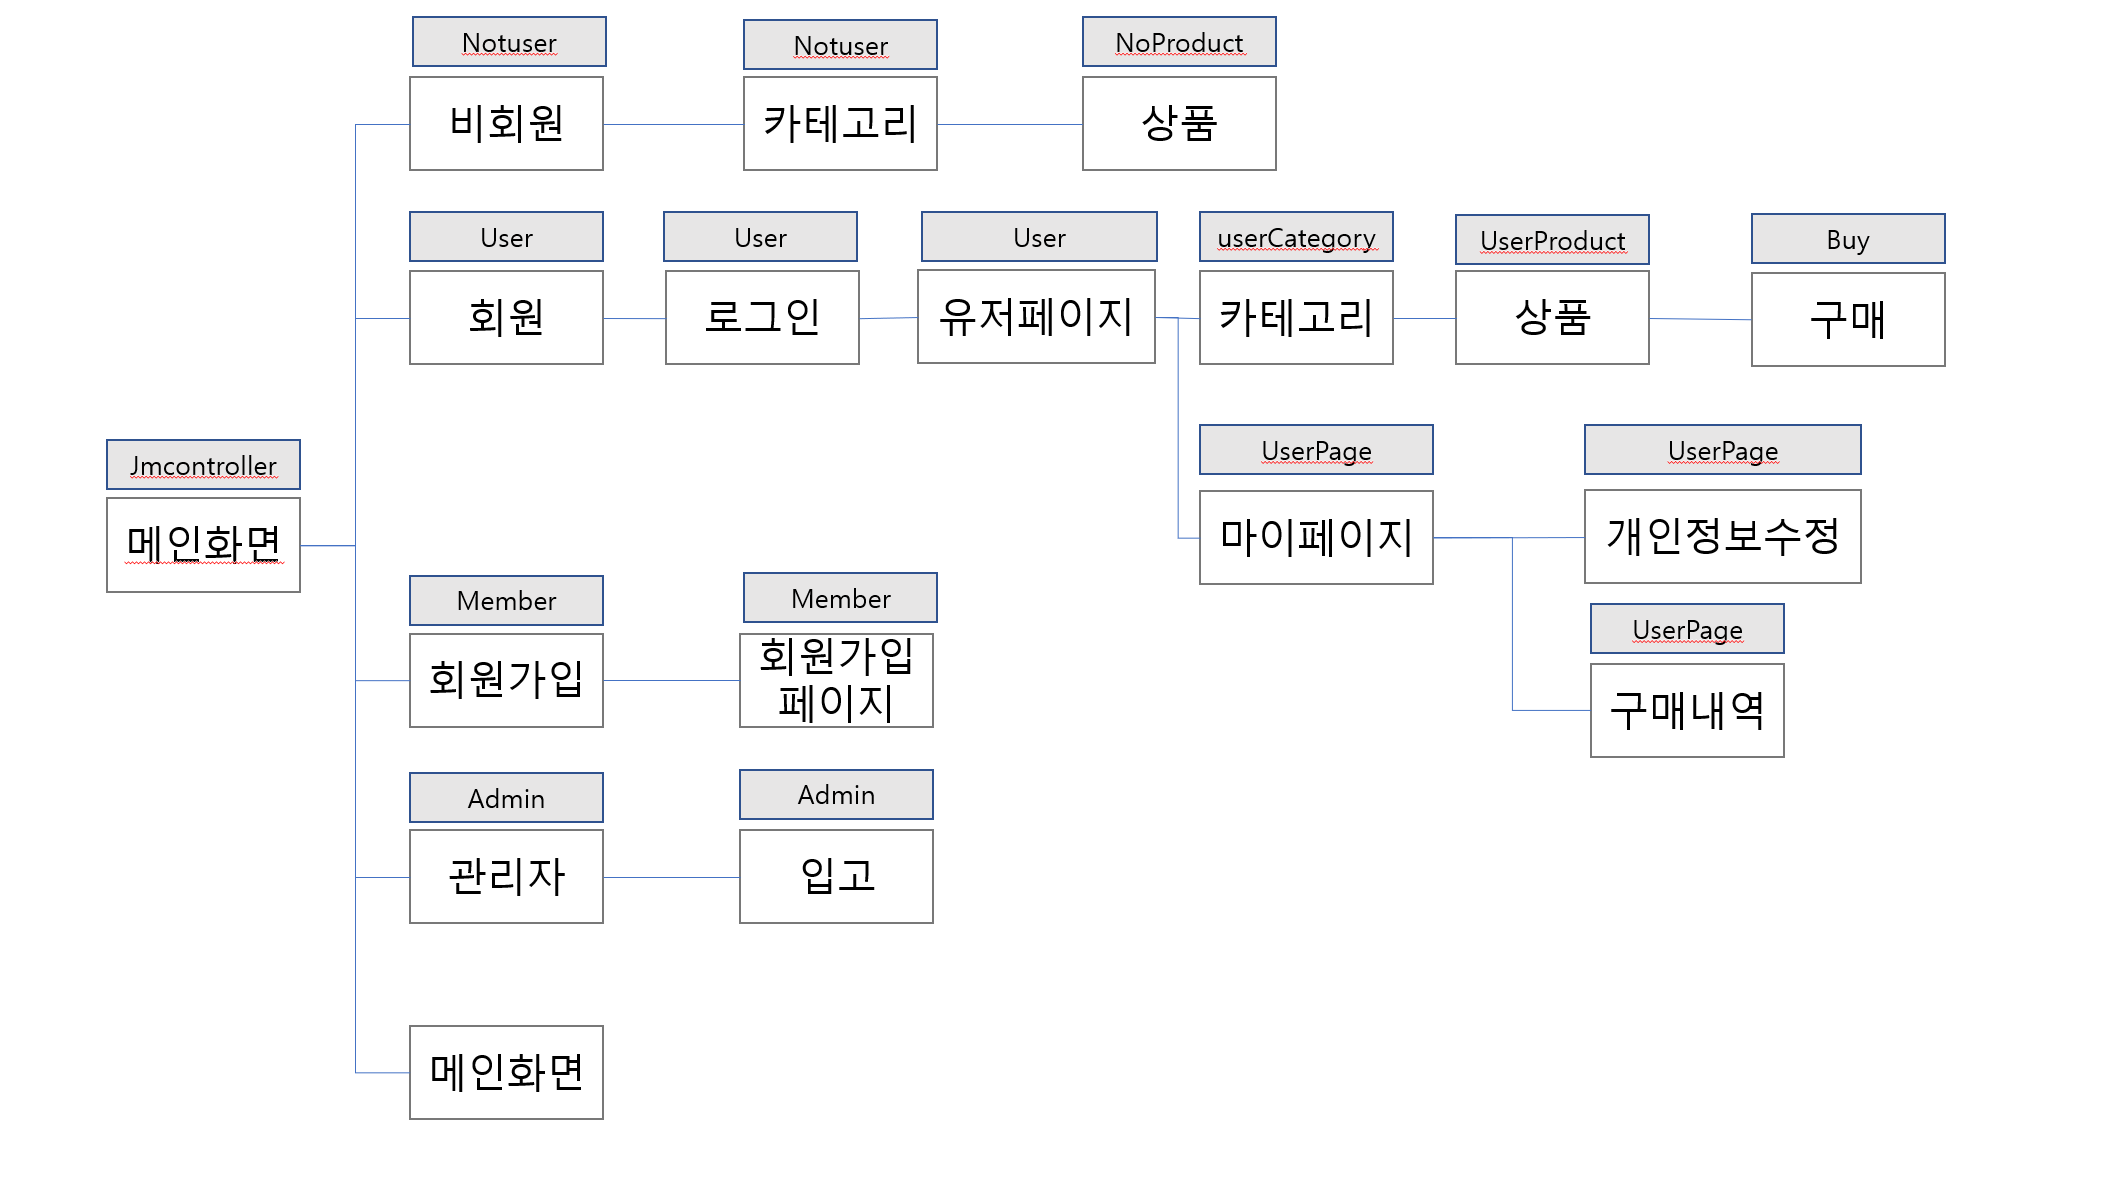 Notuser
비회원
Notuser
카테고리
NoProduct
상품
User
회원
User
로그인
User
유저페이지
userCategory
카테고리
UserProduct
상품
Buy
구매
Jmcontroller
메인화면
UserPage
마이페이지
UserPage
개인정보수정
UserPage
구매내역
Member
회원가입
Member
회원가입
페이지
Admin
관리자
Admin
입고
메인화면